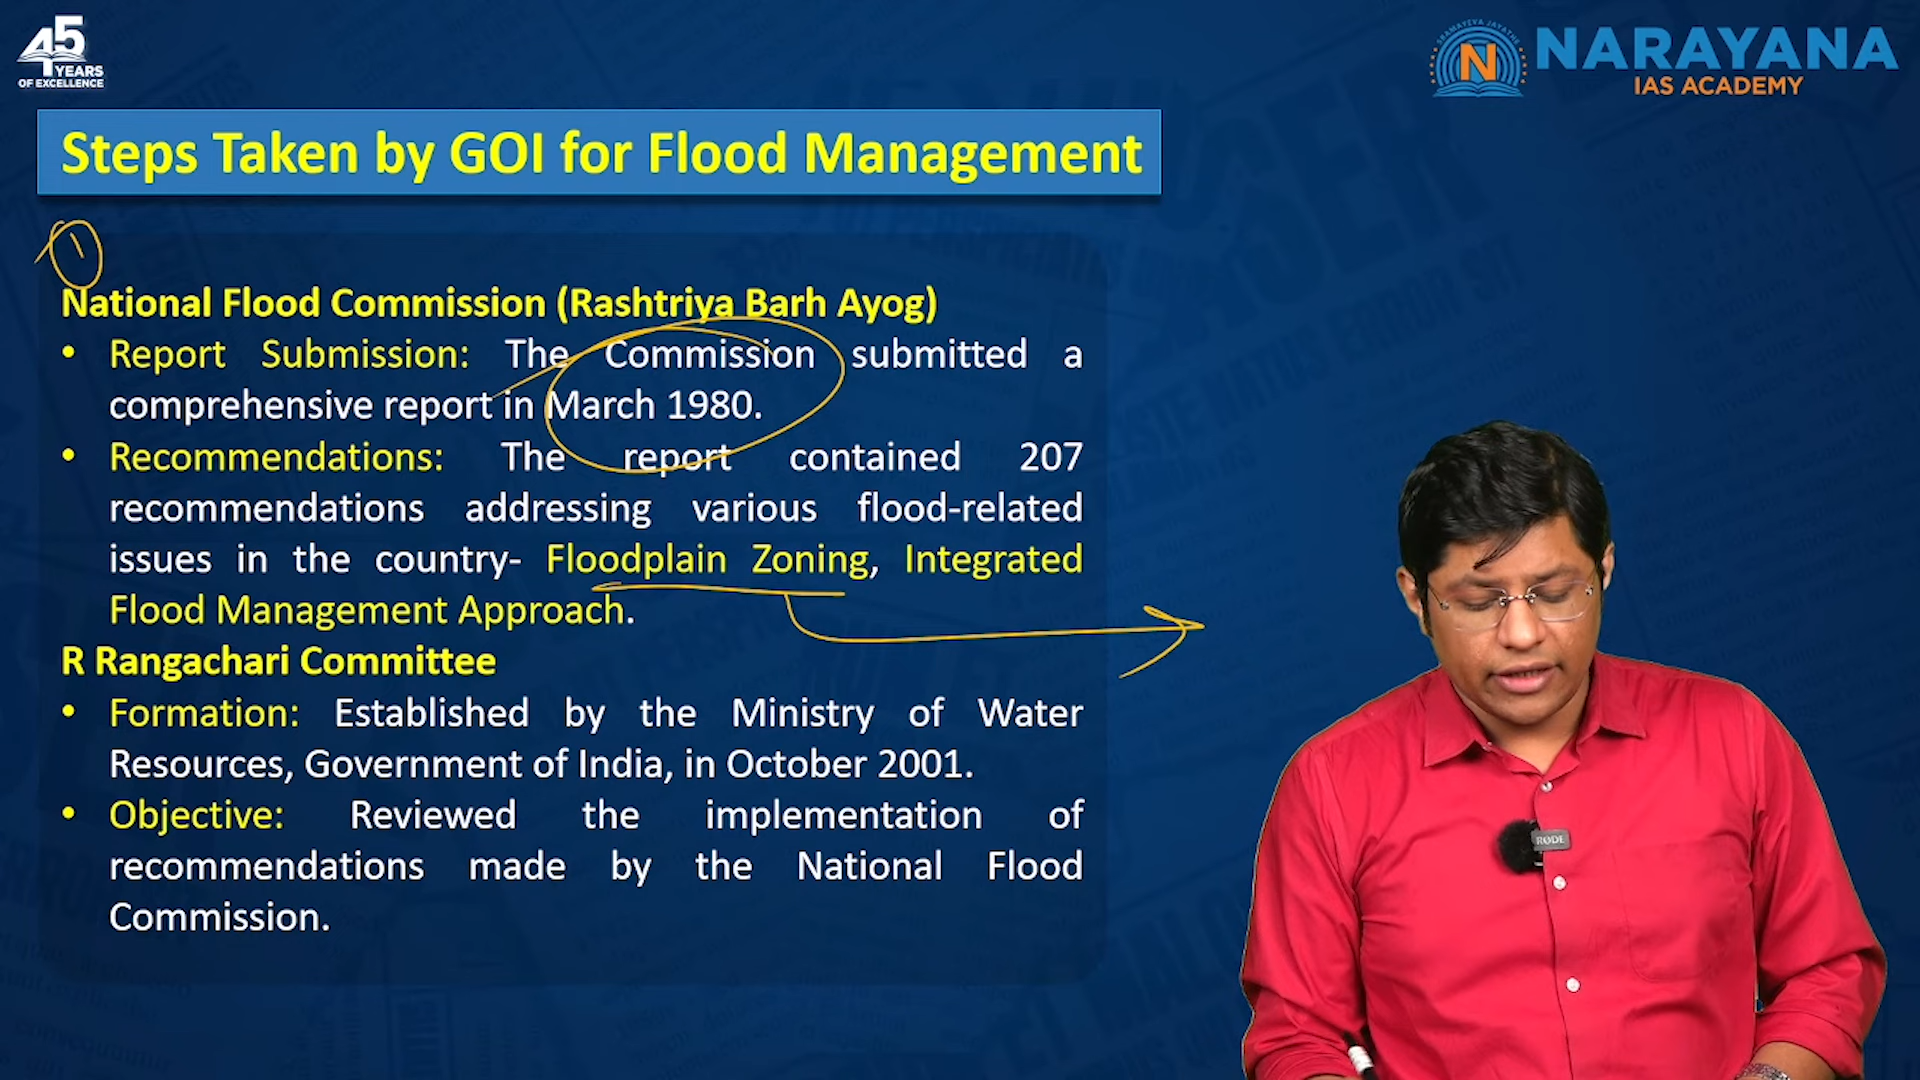 45
YEARS
OF EXCELLENCE
SRAMAYEVA JAYATHE
N
NARAYANA
IAS ACADEMY
Steps Taken by GOI for Flood Management
1
National Flood Commission (Rashtriya Barh Ayog)
• Report Submission: The Commission submitted a
comprehensive report in March 1980.
• Recommendations: The report contained 207
recommendations addressing various flood-related
issues in the country- Floodplain Zoning, Integrated
Flood Management Approach.
R Rangachari Committee
• Formation: Established by the Ministry of Water
Resources, Government of India, in October 2001.
• Objective: Reviewed the implementation of
recommendations made by the National Flood
Commission.
RODE